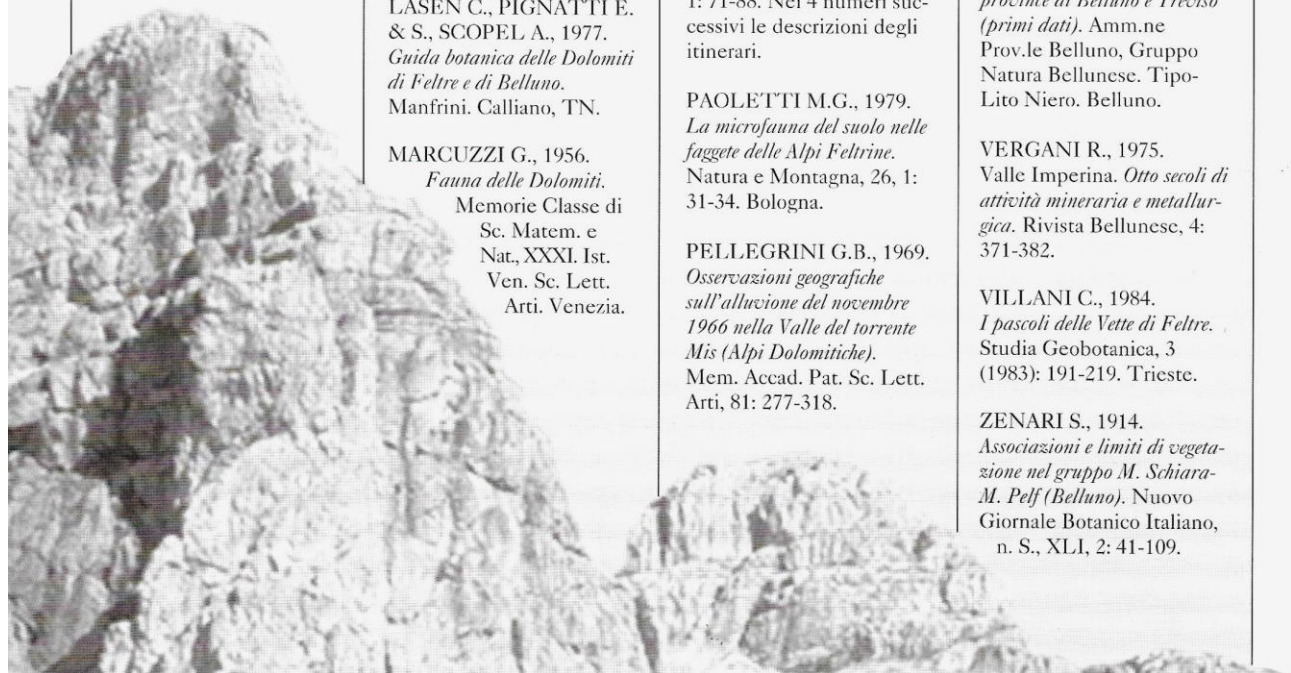 LASEN C., PIGNATTI E.
& S., SCOPEL A., 1977.
Guida botanica delle Dolomiti
di Feltre e di Belluno.
Manfrini. Calliano, TN.
MARCUZZI G., 1956.
Fauna delle Dolomiti.
Memorie Classe di
Sc. Matem. e
Nat., XXXI. Ist.
Ven. Sc. Lett.
Arti. Venezia.
1: 71-88. Nei 4 numeri suc-
cessivi le descrizioni degli
itinerari.
PAOLETTI M.G., 1979.
La microfauna del suolo nelle
faggete delle Alpi Feltrine.
Natura e Montagna, 26, 1:
31-34. Bologna.
PELLEGRINI G.B., 1969.
Osservazioni geografiche
sull'alluvione del novembre
1966 nella Valle del torrente
Mis (Alpi Dolomitiche).
Mem. Accad. Pat. Sc. Lett.
Arti, 81: 277-318.
province di Belluno e Treviso
(primi dati). Amm.ne
Prov.le Belluno, Gruppo
Natura Bellunese. Tipo-
Lito Niero. Belluno.
VERGANI R., 1975.
Valle Imperina. Otto secoli di
attività mineraria e metallur-
gica. Rivista Bellunese, 4:
371-382.
VILLANI C., 1984.
I pascoli delle Vette di Feltre.
Studia Geobotanica, 3
(1983): 191-219. Trieste.
ZENARI S., 1914.
Associazioni e limiti di vegeta-
zione nel gruppo M. Schiara-
M. Pelf (Belluno). Nuovo
Giornale Botanico Italiano,
n. S., XLI, 2: 41-109.